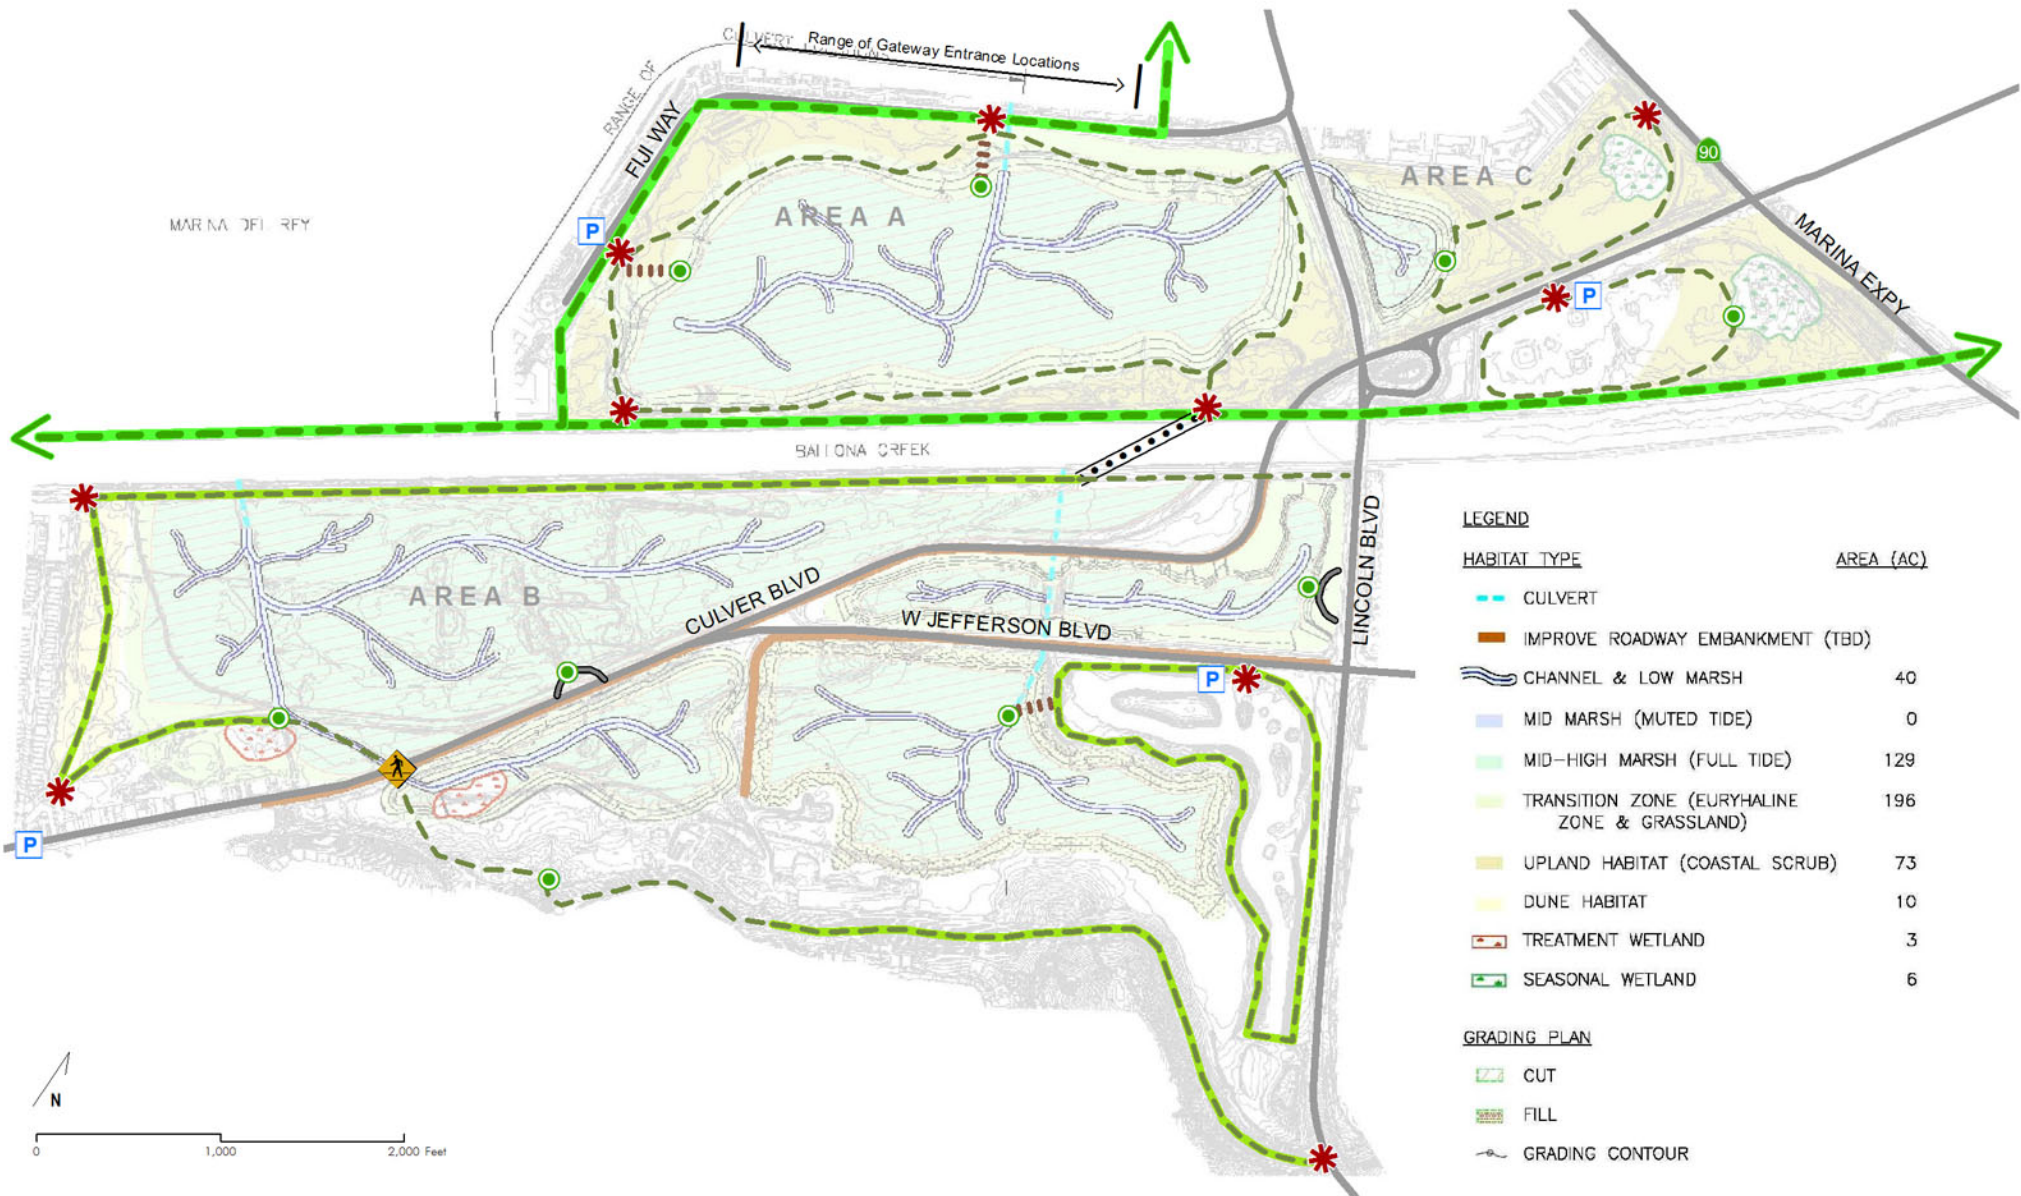 CULVERT LOCATIONS
Range of Gateway Entrance Locations
RANGE OF
FIJI WAY
MARINA DEL REY
P
AREA A
AREA C
90
MARINA EXPY
P
BALLONA CREEK
AREA B
CULVER BLVD
W JEFFERSON BLVD
LINCOLN BLVD
P
P
LEGEND
HABITAT TYPE AREA (AC)
CULVERT
IMPROVE ROADWAY EMBANKMENT (TBD)
CHANNEL & LOW MARSH 40
MID MARSH (MUTED TIDE) 0
MID-HIGH MARSH (FULL TIDE) 129
TRANSITION ZONE (EURYHALINE 196
ZONE & GRASSLAND)
UPLAND HABITAT (COASTAL SCRUB) 73
DUNE HABITAT 10
TREATMENT WETLAND 3
SEASONAL WETLAND 6
GRADING PLAN
CUT
FILL
GRADING CONTOUR
N
0 1,000 2,000 Feet